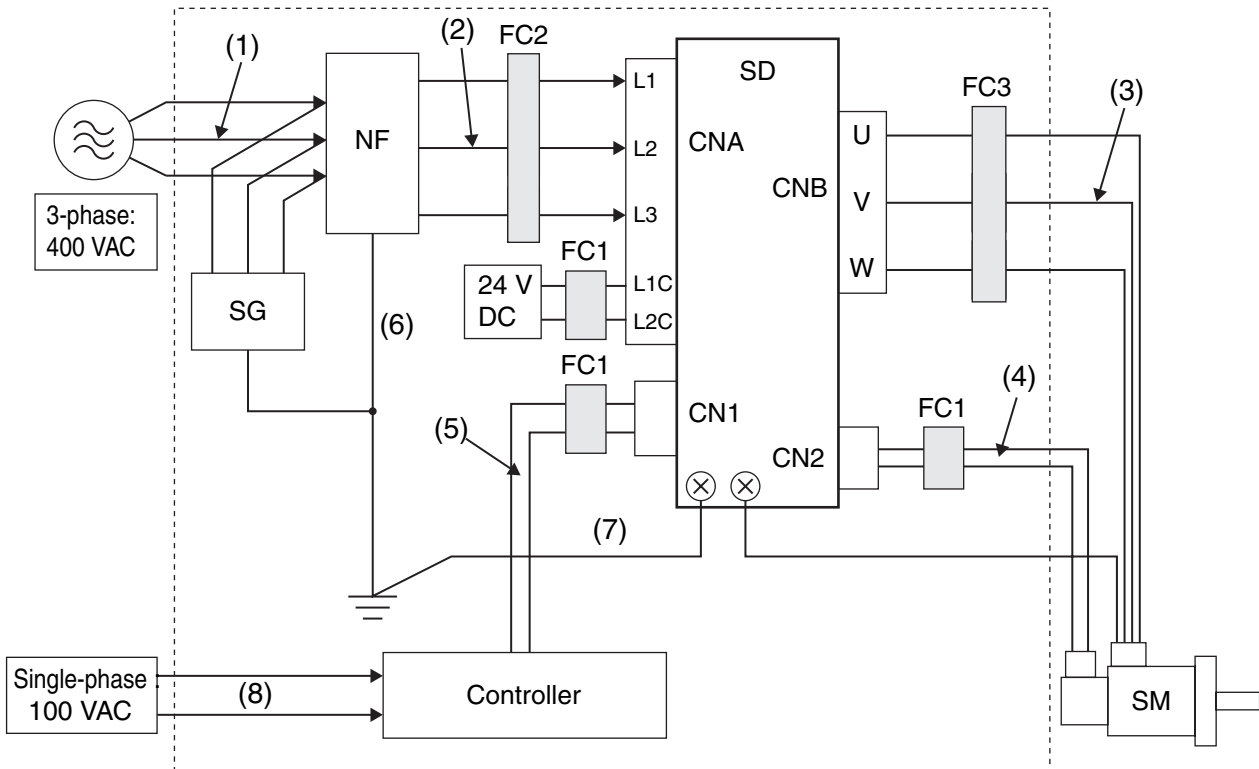 (1)
(2)
FC2
SD
FC3
(3)
NF
L1
L2
L3
CNA
CNB
U
V
W
3-phase:
400 VAC
SG
(6)
24 V
DC
FC1
L1C
L2C
FC1
CN1
(5)
CN2
FC1
(4)
(7)
Single-phase
100 VAC
(8)
Controller
SM